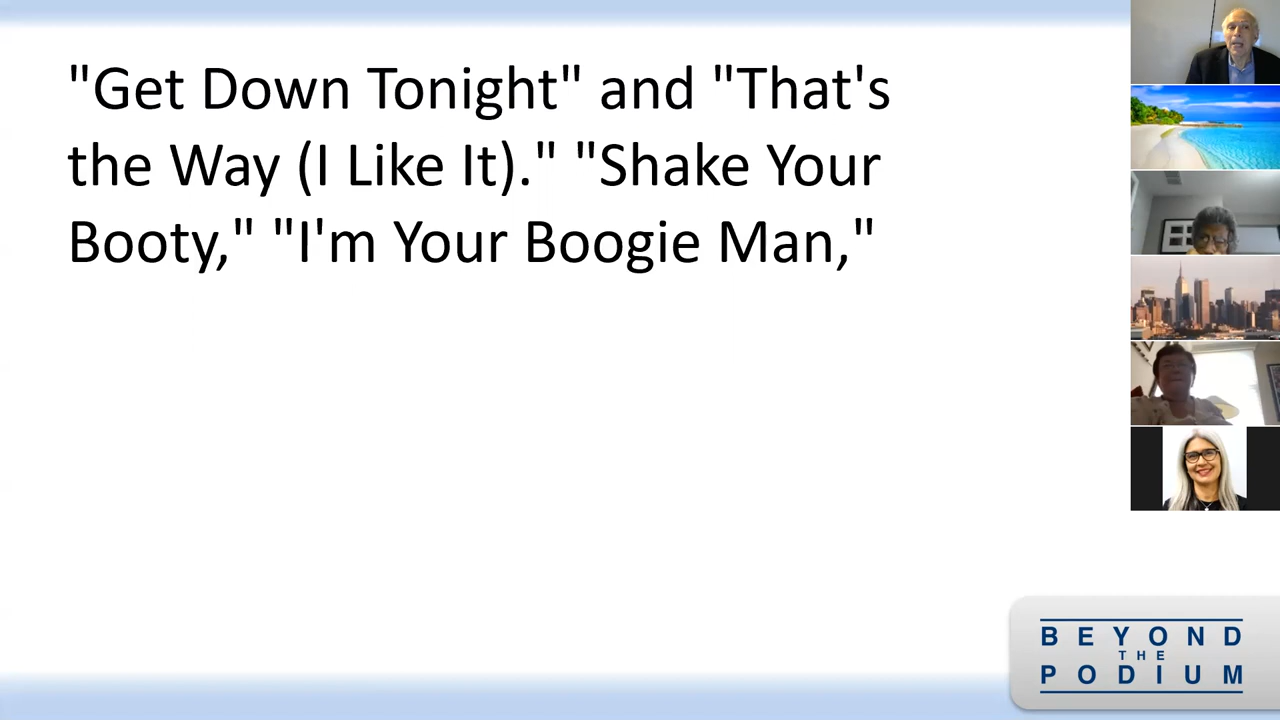 "Get Down Tonight" and "That's
the Way (I Like It)." "Shake Your
Booty," "I'm Your Boogie Man,"
BEYOND
THE
PODIUM